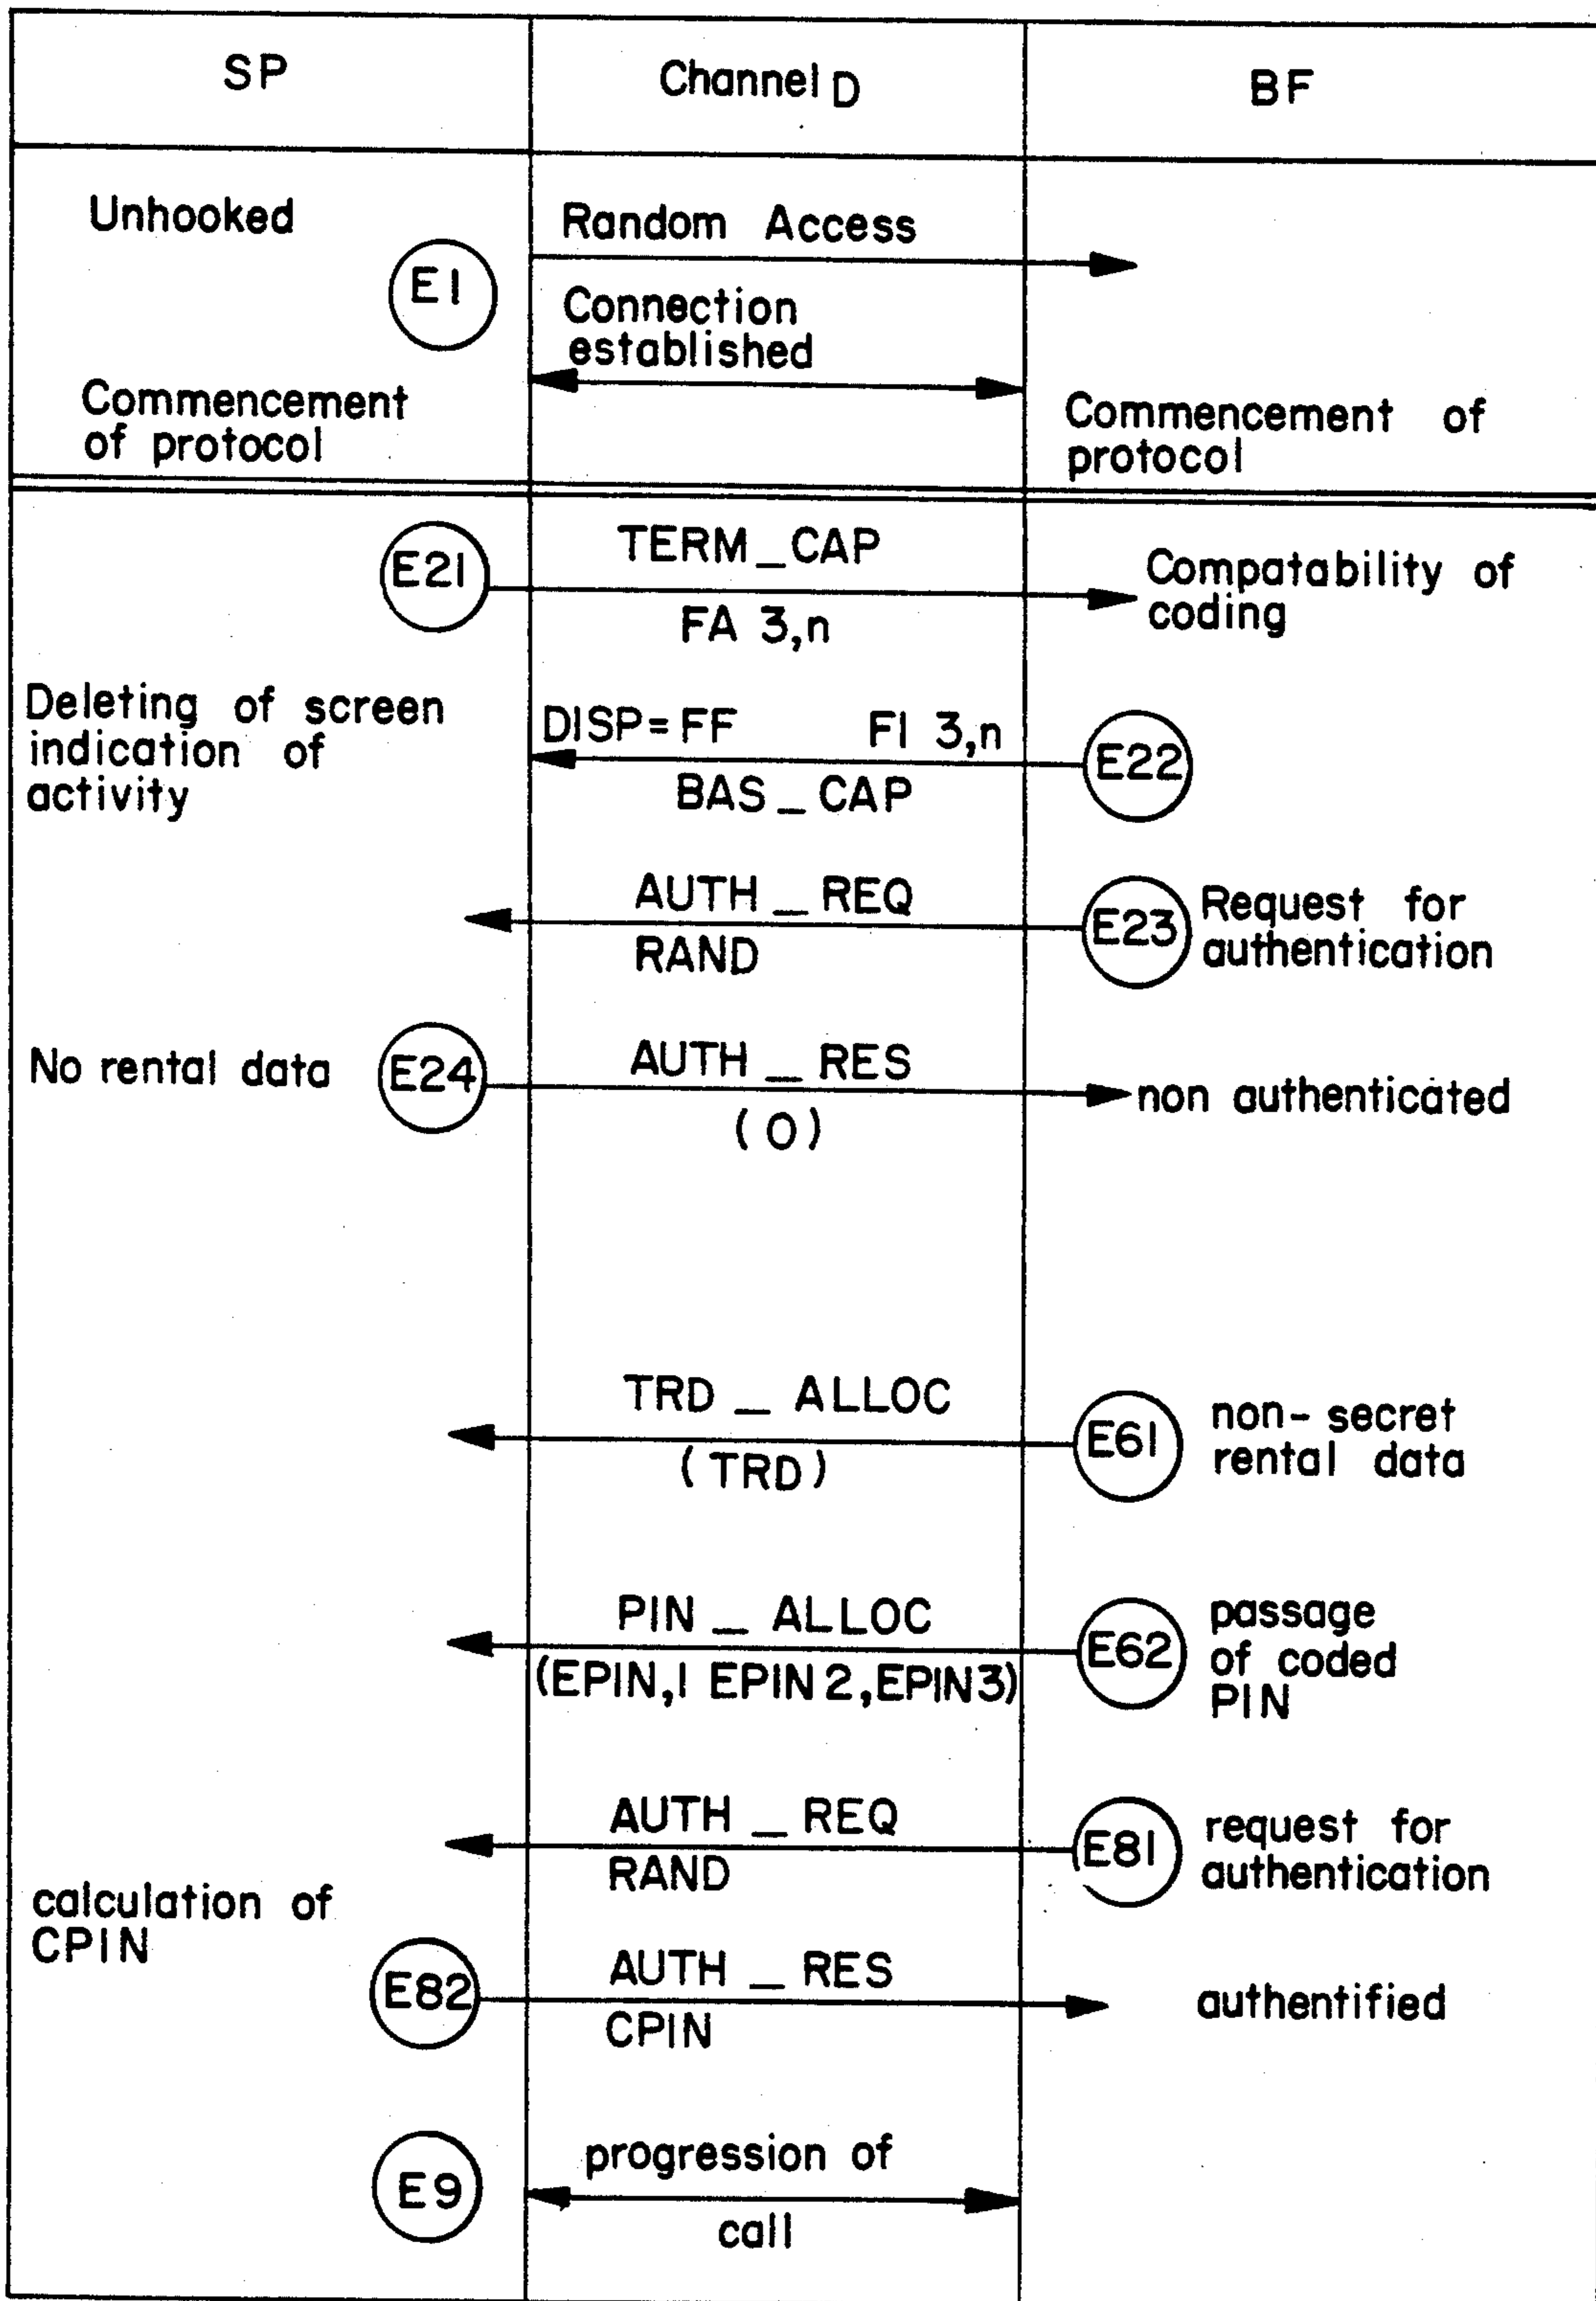 SP
Channel D
BF
Unhooked
E1
Random Access
Connection
established
Commencement
of protocol
Commencement of
protocol
E21
TERM_CAP
FA 3,n
Compatability of
coding
Deleting of screen
indication of
activity
DISP=FF FI 3,n
BAS_CAP
E22
AUTH_REQ
RAND
E23
Request for
authentication
No rental data
E24
AUTH_RES
(0)
non authenticated
TRD_ALLOC
(TRD)
E61
non-secret
rental data
PIN_ALLOC
(EPIN,1 EPIN2,EPIN3)
E62
passage
of coded
PIN
AUTH_REQ
RAND
E81
request for
authentication
calculation of
CPIN
E82
AUTH_RES
CPIN
authentified
E9
progression of
call